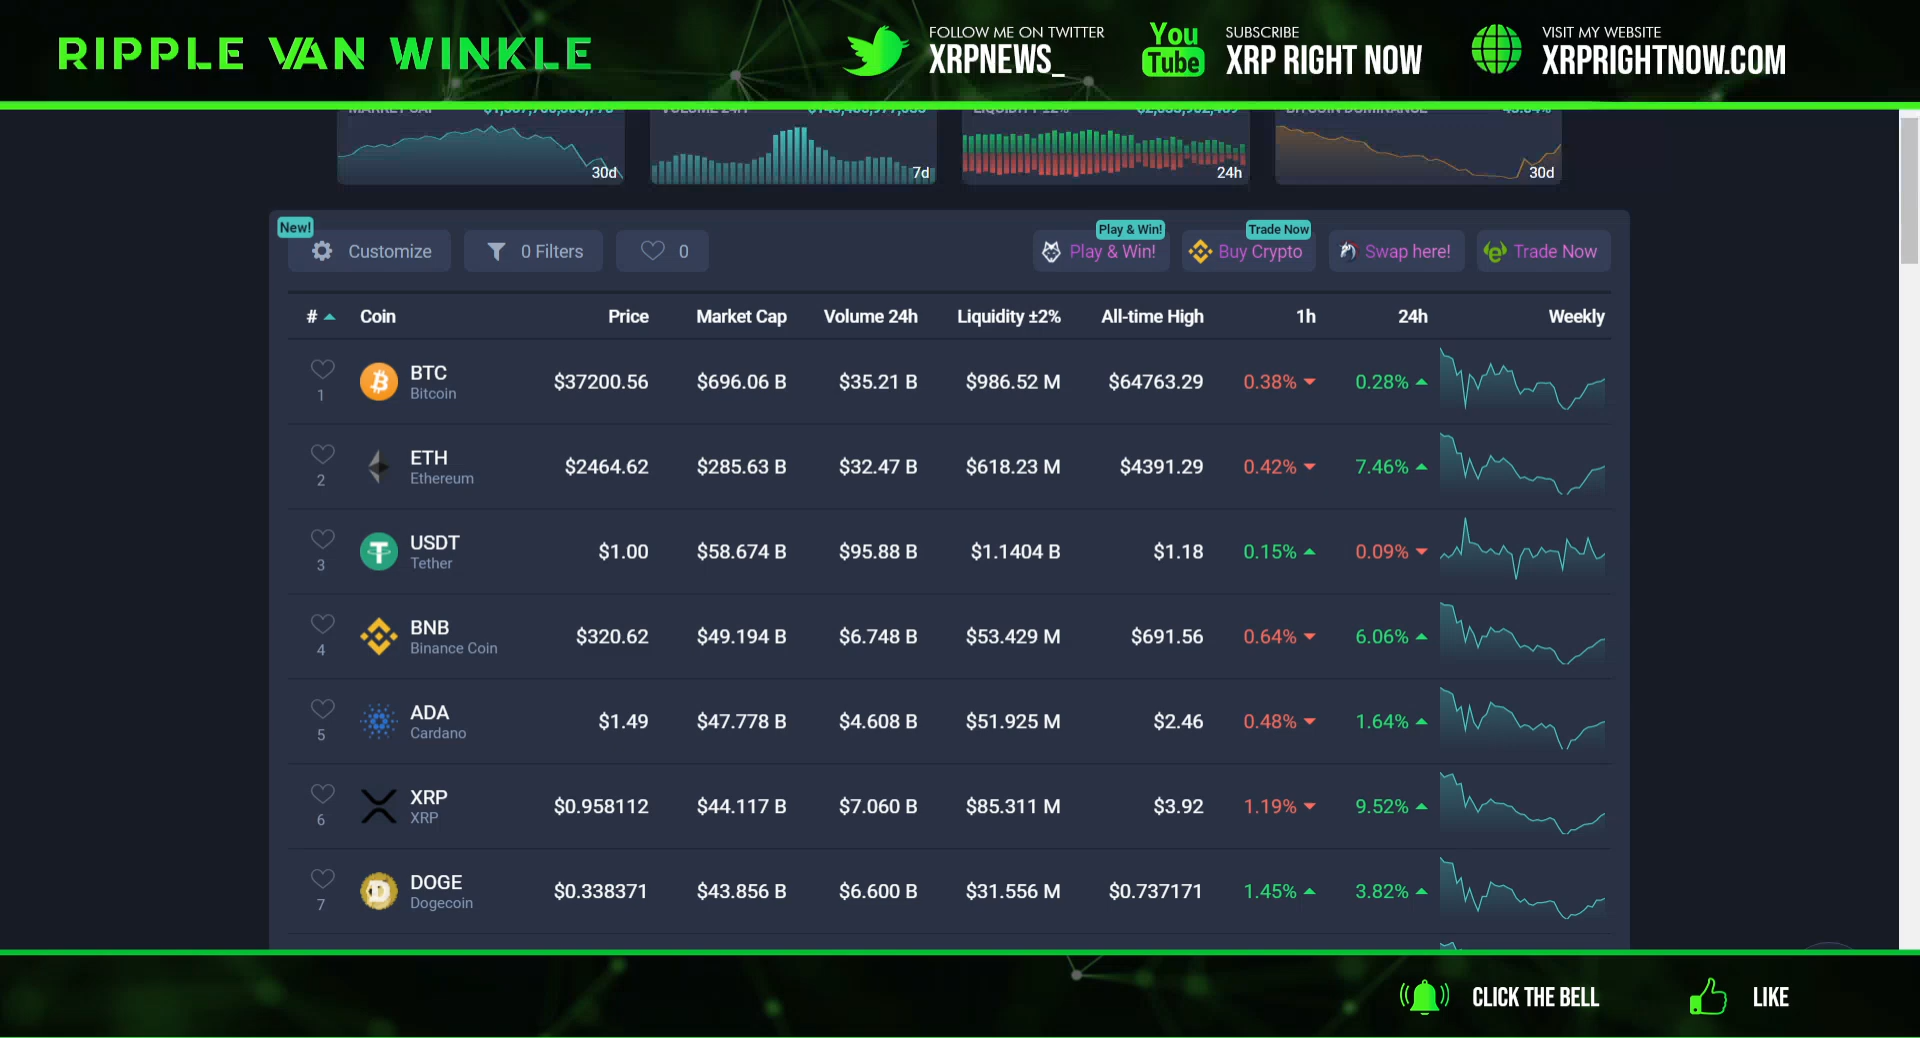 RIPPLE VAN WINKLE
FOLLOW ME ON TWITTER
XRPNEWS_
You Tube
SUBSCRIBE
XRP RIGHT NOW
VISIT MY WEBSITE
XRPRIGHTNOW.COM
MARKET CAP
VOLUME 24H
LIQUIDITY ±2%
BITCOIN DOMINANCE
30d
7d
24h
30d
New!
Customize
0 Filters
0
Play & Win!
Play & Win!
Trade Now
Buy Crypto
Swap here!
Trade Now
# Coin Price Market Cap Volume 24h Liquidity ±2% All-time High 1h 24h Weekly
1 BTC Bitcoin $37200.56 $696.06 B $35.21 B $986.52 M $64763.29 0.38% 0.28%
2 ETH Ethereum $2464.62 $285.63 B $32.47 B $618.23 M $4391.29 0.42% 7.46%
3 USDT Tether $1.00 $58.674 B $95.88 B $1.1404 B $1.18 0.15% 0.09%
4 BNB Binance Coin $320.62 $49.194 B $6.748 B $53.429 M $691.56 0.64% 6.06%
5 ADA Cardano $1.49 $47.778 B $4.608 B $51.925 M $2.46 0.48% 1.64%
6 XRP XRP $0.958112 $44.117 B $7.060 B $85.311 M $3.92 1.19% 9.52%
7 DOGE Dogecoin $0.338371 $43.856 B $6.600 B $31.556 M $0.737171 1.45% 3.82%
CLICK THE BELL
LIKE